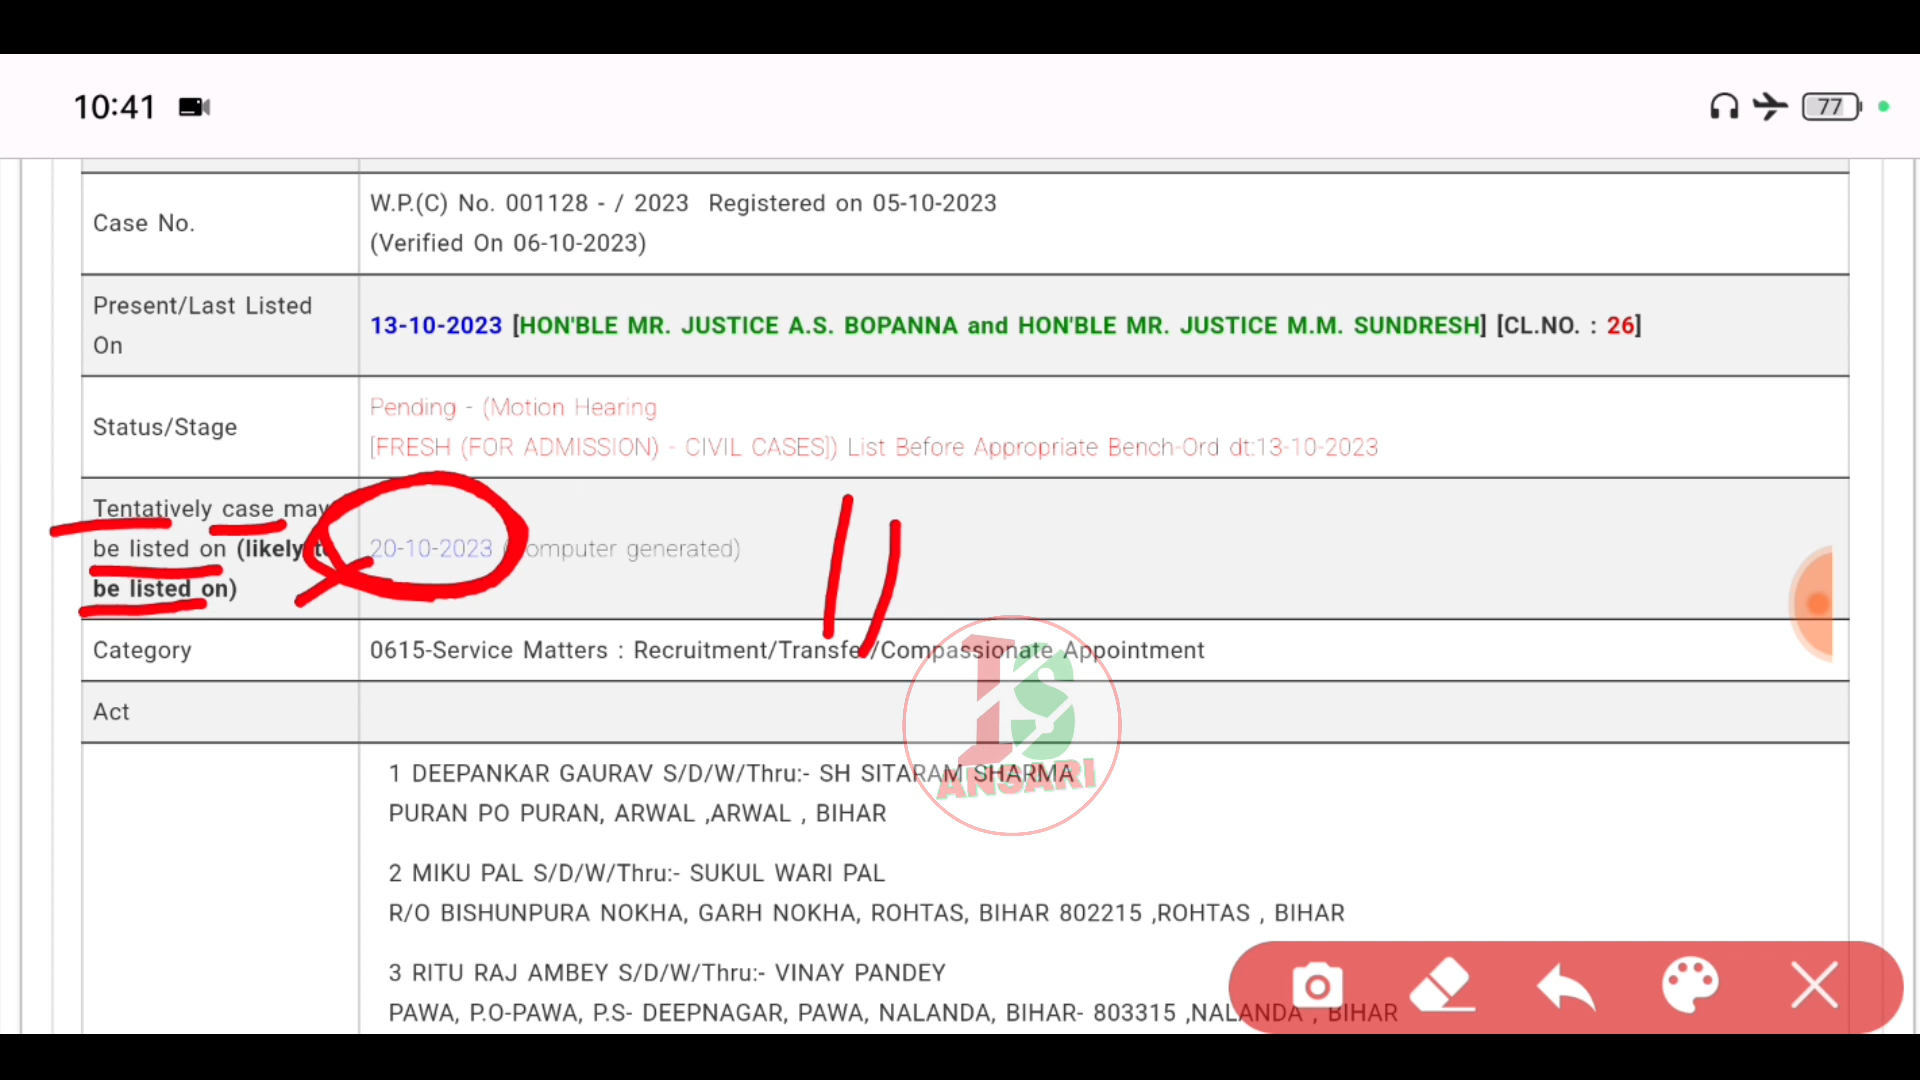 10:41
77
Case No.
W.P.(C) No. 001128 - / 2023 Registered on 05-10-2023
(Verified On 06-10-2023)
Present/Last Listed
On
13-10-2023 [HON'BLE MR. JUSTICE A.S. BOPANNA and HON'BLE MR. JUSTICE M.M. SUNDRESH] [CL.NO. : 26]
Status/Stage
Pending - (Motion Hearing
[FRESH (FOR ADMISSION) - CIVIL CASES]) List Before Appropriate Bench-Ord dt:13-10-2023
Tentatively case may
be listed on (likely to
be listed on)
20-10-2023 (Computer generated)
Category
0615-Service Matters : Recruitment/Transfer/Compassionate Appointment
Act
1 DEEPANKAR GAURAV S/D/W/Thru:- SH SITARAM SHARMA
PURAN PO PURAN, ARWAL ,ARWAL , BIHAR
2 MIKU PAL S/D/W/Thru:- SUKUL WARI PAL
R/O BISHUNPURA NOKHA, GARH NOKHA, ROHTAS, BIHAR 802215 ,ROHTAS , BIHAR
3 RITU RAJ AMBEY S/D/W/Thru:- VINAY PANDEY
PAWA, P.O-PAWA, P.S- DEEPNAGAR, PAWA, NALANDA, BIHAR- 803315 ,NALANDA , BIHAR
IS
ANSARI